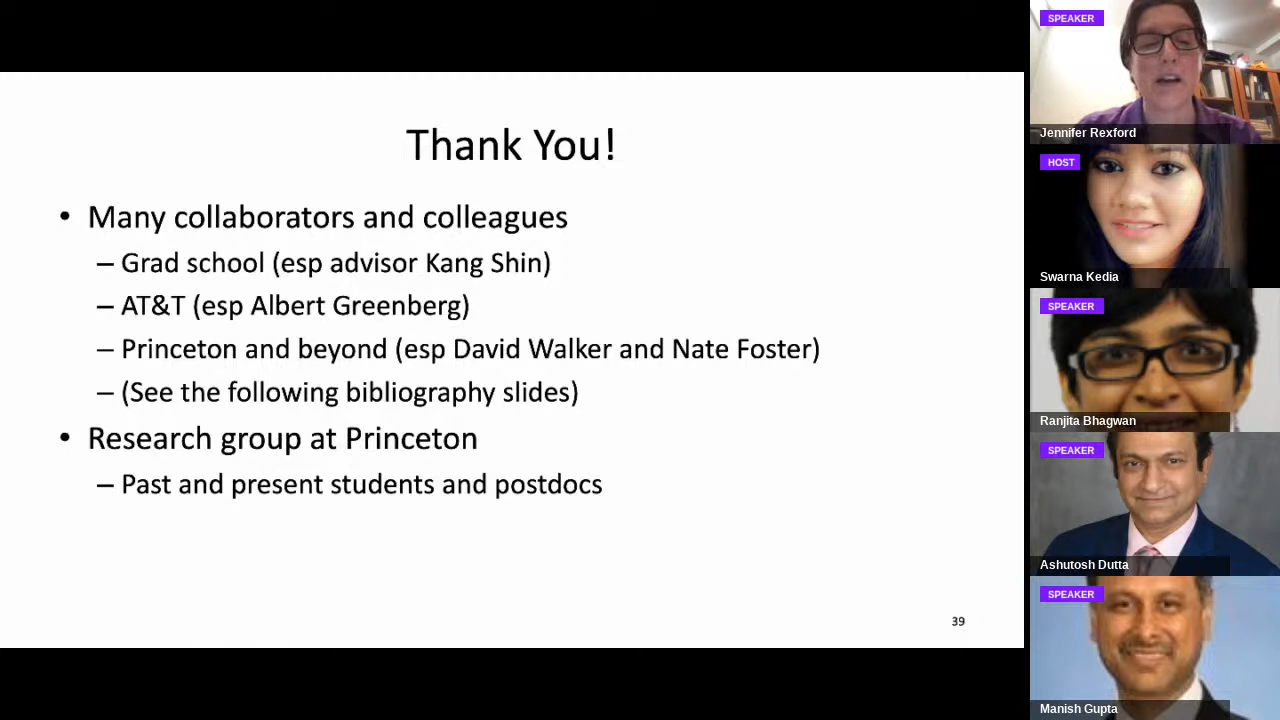 Thank You!
• Many collaborators and colleagues
– Grad school (esp advisor Kang Shin)
– AT&T (esp Albert Greenberg)
– Princeton and beyond (esp David Walker and Nate Foster)
– (See the following bibliography slides)
• Research group at Princeton
– Past and present students and postdocs
39
SPEAKER
Jennifer Rexford
HOST
Swarna Kedia
SPEAKER
Ranjita Bhagwan
SPEAKER
Ashutosh Dutta
SPEAKER
Manish Gupta